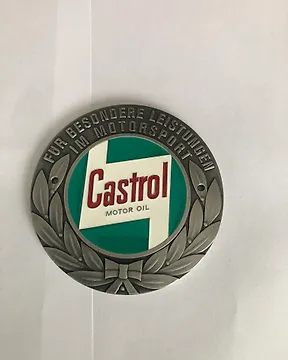 FÜR BESONDERE LEISTUNGEN
IM MOTORSPORT
Castrol
MOTOR OIL